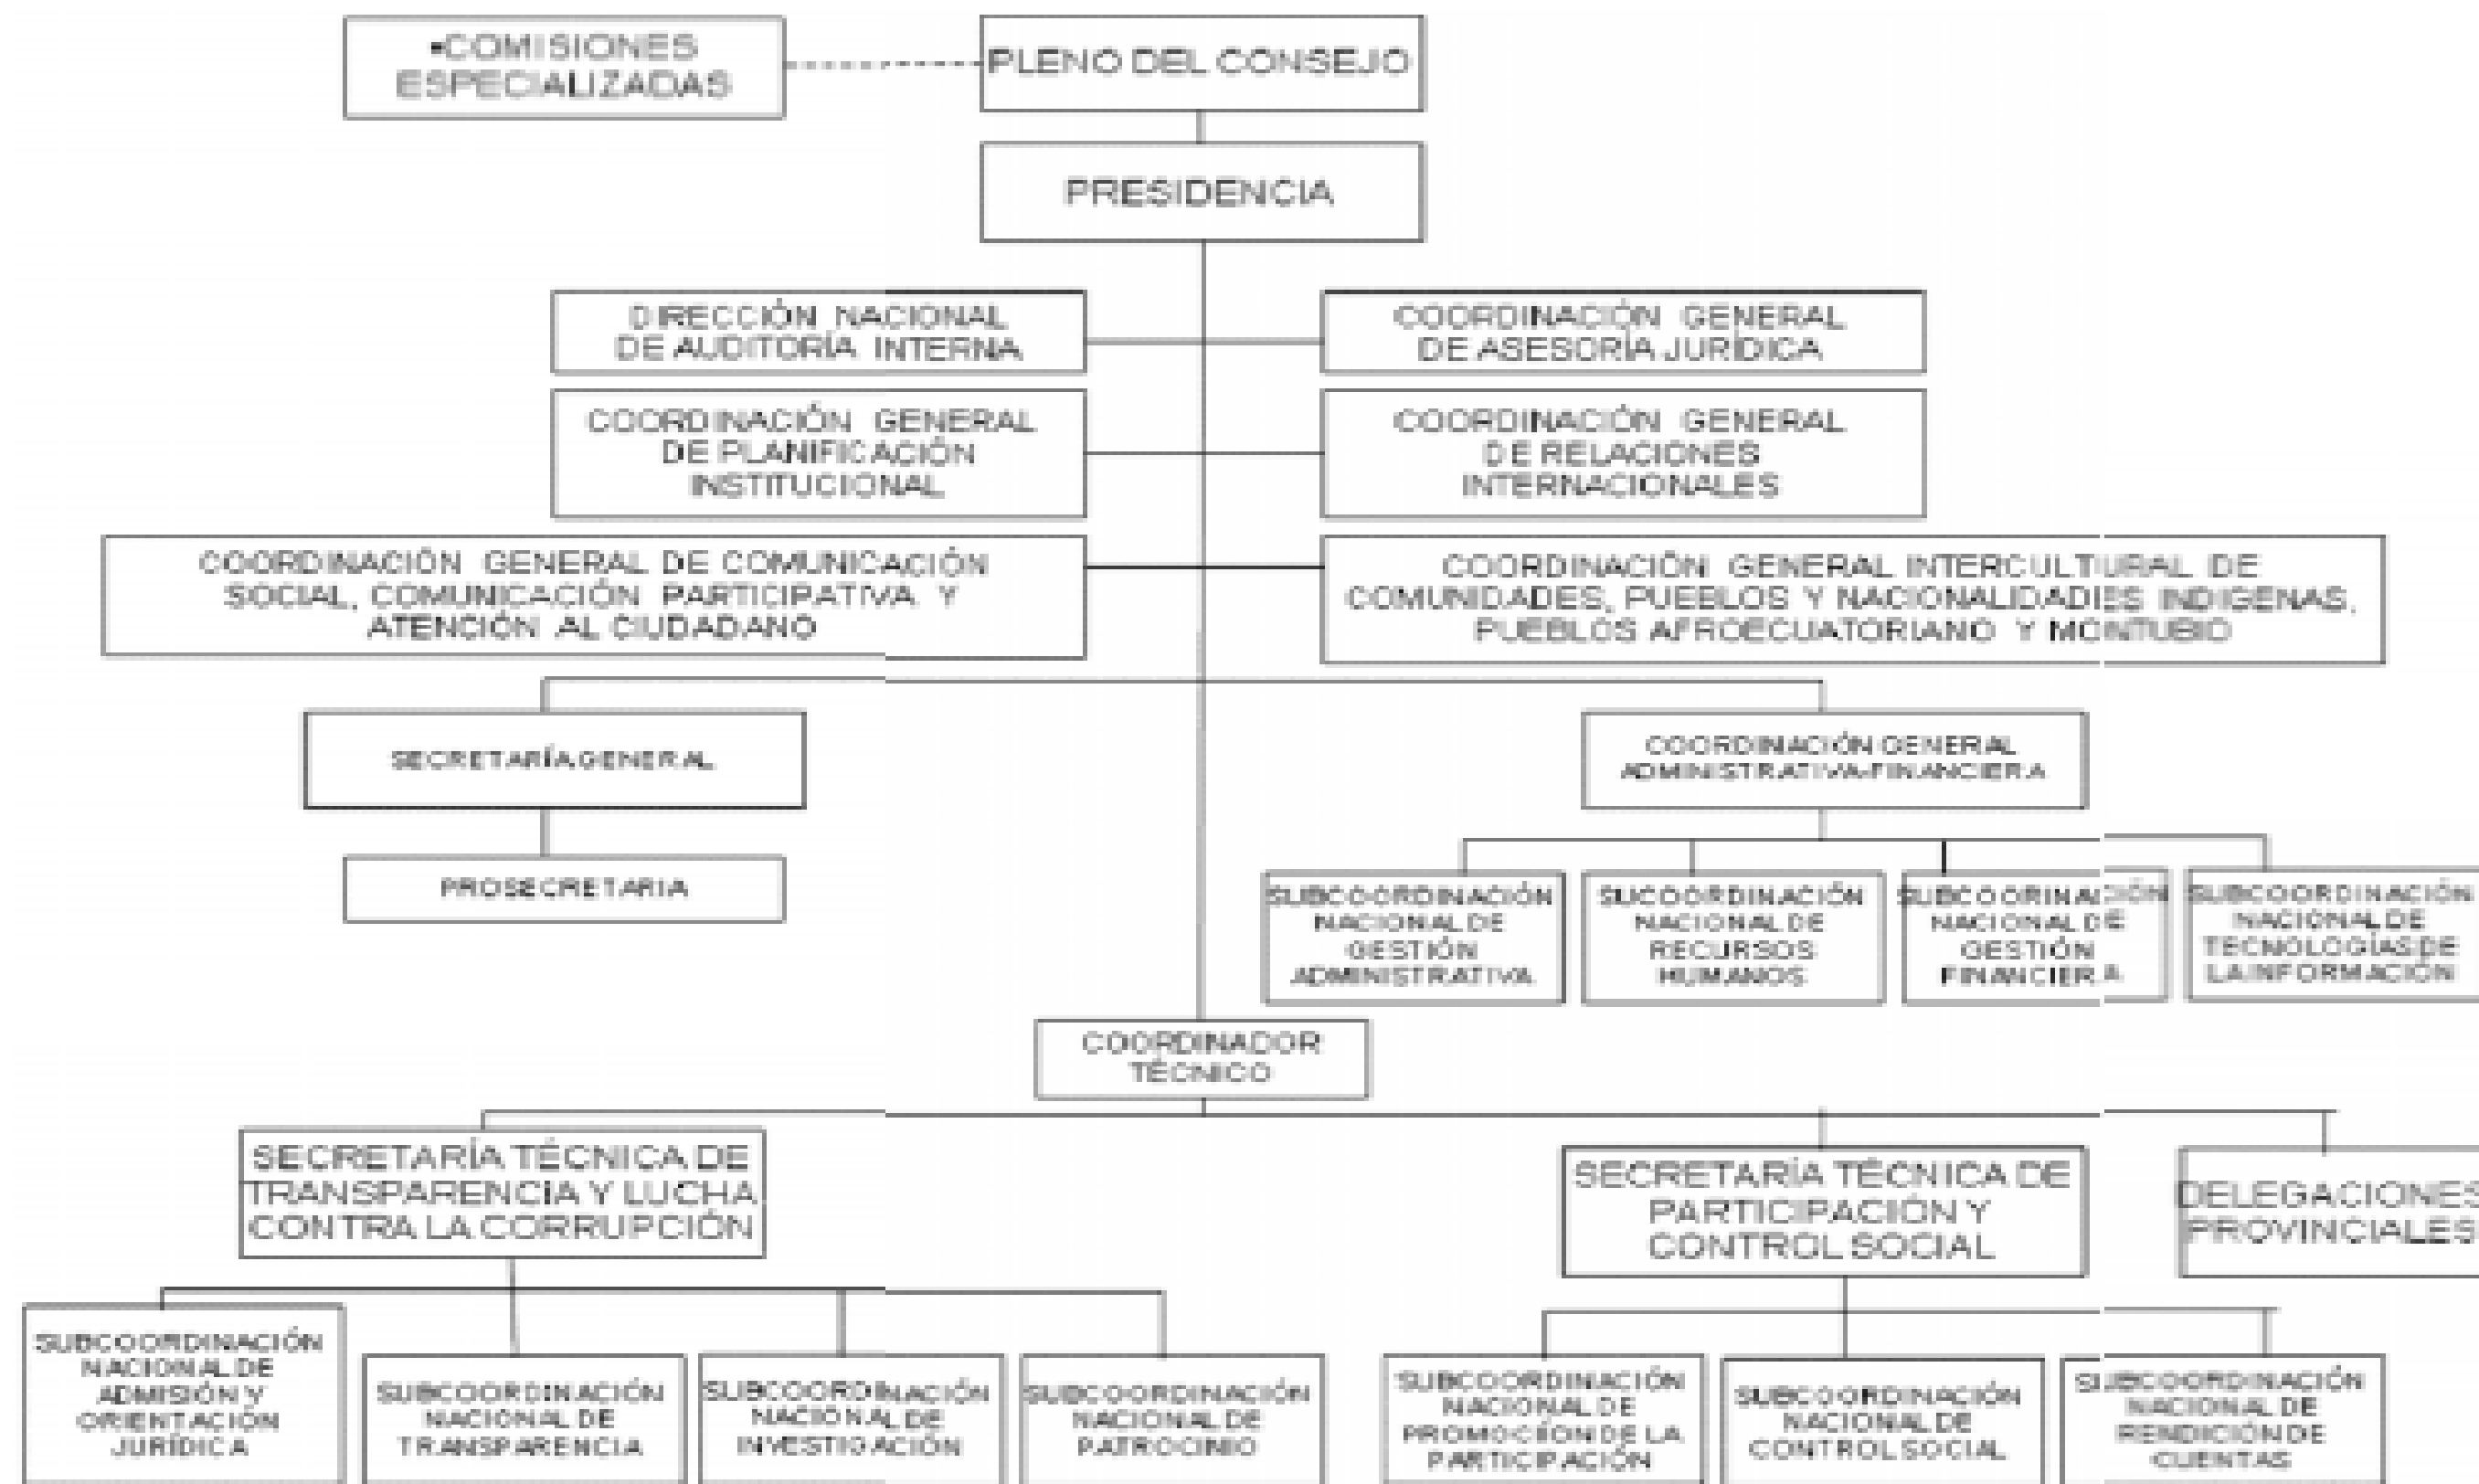 •COMISIONES
ESPECIALIZADAS
PLENO DEL CONSEJO
PRESIDENCIA
DIRECCIÓN NACIONAL
DE AUDITORÍA INTERNA
COORDINACIÓN GENERAL
DE ASESORÍA JURÍDICA
COORDINACIÓN GENERAL
DE PLANIFICACIÓN
INSTITUCIONAL
COORDINACIÓN GENERAL
DE RELACIONES
INTERNACIONALES
COORDINACIÓN GENERAL DE COMUNICACIÓN
SOCIAL, COMUNICACIÓN PARTICIPATIVA Y
ATENCIÓN AL CIUDADANO
COORDINACIÓN GENERAL INTERCULTURAL DE
COMUNIDADES, PUEBLOS Y NACIONALIDADES INDIGENAS,
PUEBLOS AFROECUATORIANO Y MONTUBIO
SECRETARÍA GENERAL
COORDINACIÓN GENERAL
ADMINISTRATIVA-FINANCIERA
PROSECRETARIA
SUBCOORDINACIÓN
NACIONAL DE
GESTIÓN
ADMINISTRATIVA
SUCOORDINACIÓN
NACIONAL DE
RECURSOS
HUMANOS
SUBCOORINACIÓN
NACIONAL DE
GESTIÓN
FINANCIERA
SUBCOORDINACIÓN
NACIONAL DE
TECNOLOGÍAS DE
LA INFORMACIÓN
COORDINADOR
TÉCNICO
SECRETARÍA TÉCNICA DE
TRANSPARENCIA Y LUCHA
CONTRA LA CORRUPCIÓN
SECRETARÍA TÉCNICA DE
PARTICIPACIÓN Y
CONTROL SOCIAL
DELEGACIONES
PROVINCIALES
SUBCOORDINACIÓN
NACIONAL DE
ADMISIÓN Y
ORIENTACIÓN
JURÍDICA
SUBCOORDINACIÓN
NACIONAL DE
TRANSPARENCIA
SUBCOORDINACIÓN
NACIONAL DE
INVESTIGACIÓN
SUBCOORDINACIÓN
NACIONAL DE
PATROCINIO
SUBCOORDINACIÓN
NACIONAL DE
PROMOCIÓN DE LA
PARTICIPACIÓN
SUBCOORDINACIÓN
NACIONAL DE
CONTROL SOCIAL
SUBCOORDINACIÓN
NACIONAL DE
RENDICIÓN DE
CUENTAS